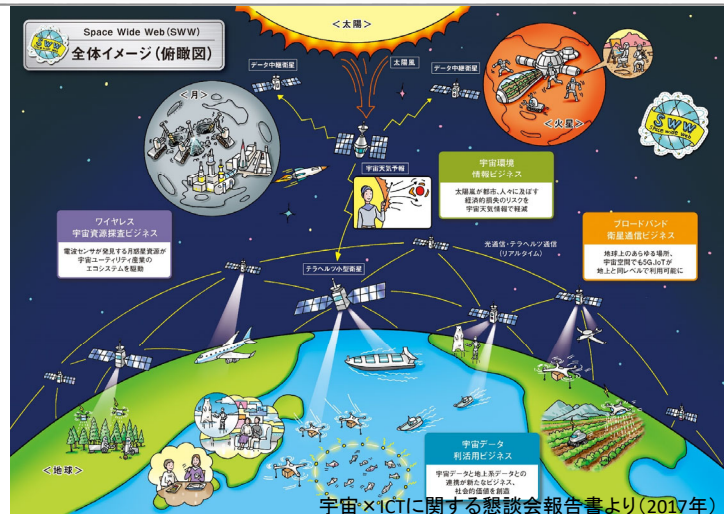 Space Wide Web(SWW)
全体イメージ(俯瞰図)
SWW
<太陽>
太陽風
データ中継衛星
データ中継衛星
<月>
<火星>
SWW
Space Wide Web
宇宙天気予報
宇宙環境
情報ビジネス
太陽嵐が都市、人々に及ぼす
経済的損失のリスクを
宇宙天気情報で軽減
ワイヤレス
宇宙資源探査ビジネス
電波センサが発見する月惑星資源が
宇宙ユーティリティ産業の
エコシステムを駆動
ブロードバンド
衛星通信ビジネス
地球上のあらゆる場所、
宇宙空間でも5G、IoTが
地上と同レベルで利用可能に
光通信・テラヘルツ通信
(リアルタイム)
テラヘルツ小型衛星
<地球>
宇宙データ
利活用ビジネス
宇宙データと地上系データとの
連携が新たなビジネス、
社会的価値を創造
宇宙×ICTに関する懇談会報告書より(2017年)